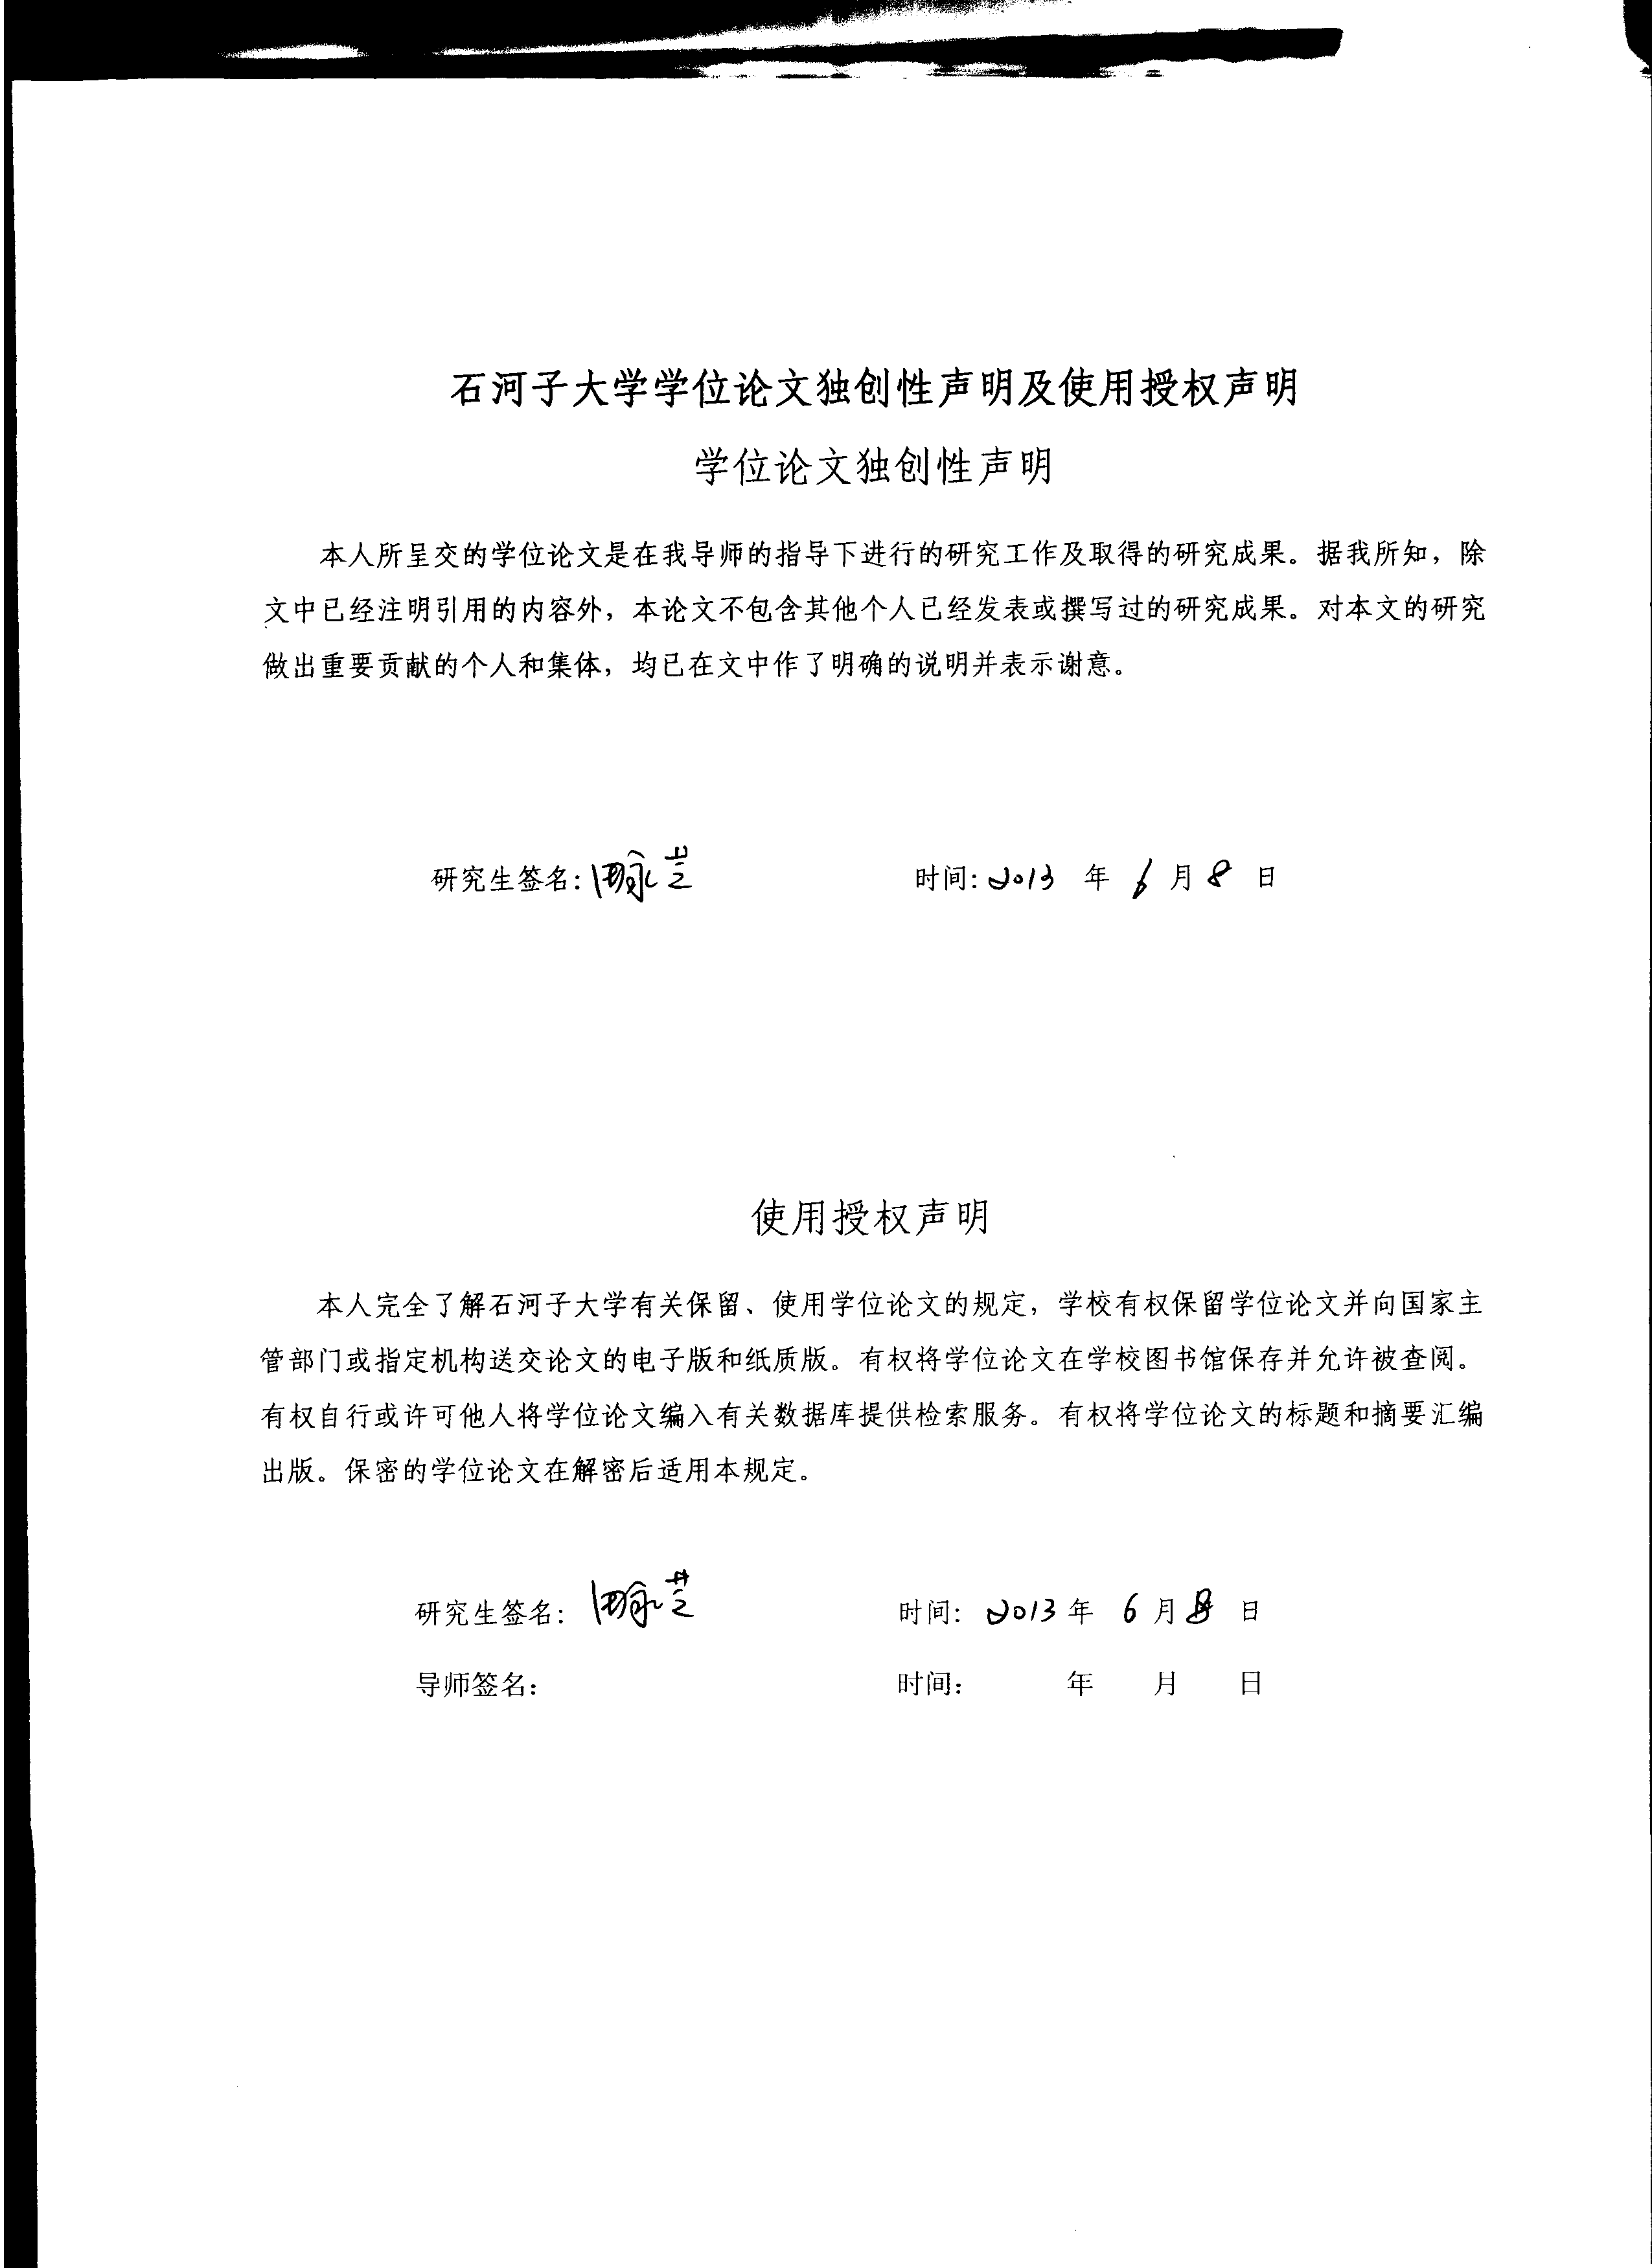 石河子大学学位论文独创性声明及使用授权声明
学位论文独创性声明
本人所呈交的学位论文是在我导师的指导下进行的研究工作及取得的研究成果。据我所知，除
文中已经注明引用的内容外，本论文不包含其他个人已经发表或撰写过的研究成果。对本文的研究
做出重要贡献的个人和集体，均已在文中作了明确的说明并表示谢意。
研究生签名： 时间：2013 年 6 月 8 日
使用授权声明
本人完全了解石河子大学有关保留、使用学位论文的规定，学校有权保留学位论文并向国家主
管部门或指定机构送交论文的电子版和纸质版。有权将学位论文在学校图书馆保存并允许被查阅。
有权自行或许可他人将学位论文编入有关数据库提供检索服务。有权将学位论文的标题和摘要汇编
出版。保密的学位论文在解密后适用本规定。
研究生签名： 时间：2013 年 6 月 8 日
导师签名： 时间： 年 月 日